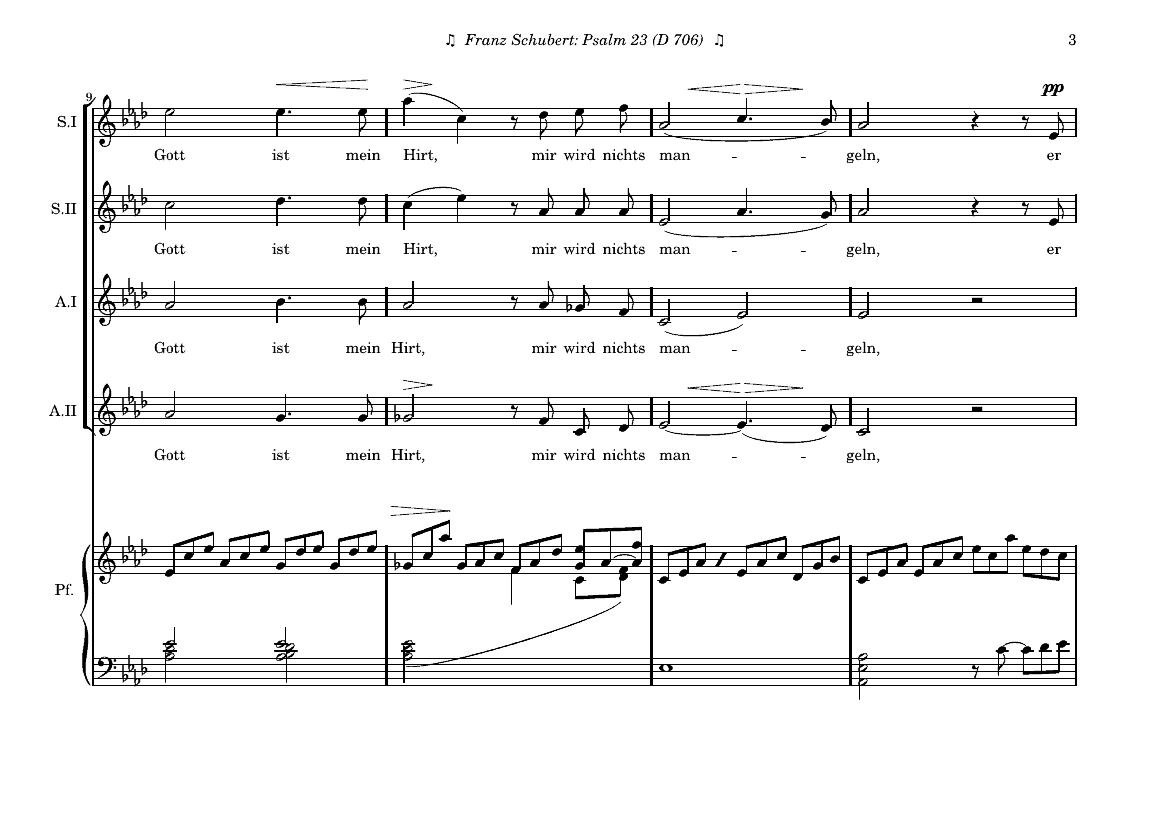 ♫ Franz Schubert: Psalm 23 (D 706) ♫ 3
9
pp
S.I
Gott ist mein Hirt, mir wird nichts man - - geln, er
S.II
Gott ist mein Hirt, mir wird nichts man - - geln, er
A.I
Gott ist mein Hirt, mir wird nichts man - - geln,
A.II
Gott ist mein Hirt, mir wird nichts man - - geln,
Pf.